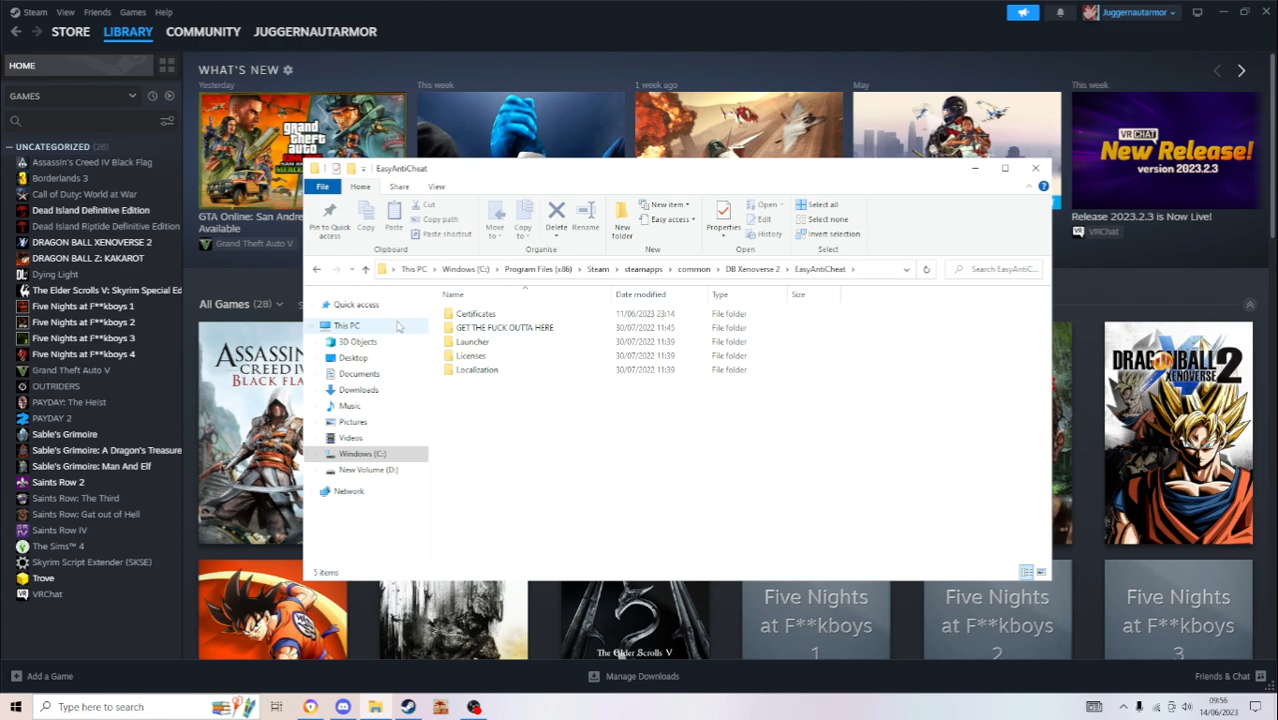 Steam View Friends Games Help Juggernautarmor
STORE LIBRARY COMMUNITY JUGGERNAUTARMOR
HOME
WHAT'S NEW
Yesterday This week 1 week ago May This week
GAMES
grand theft auto
VRCHAT
New Release!
version 2023.2.3
GTA Online: San Andre
Available
Grand Theft Auto V
Release 2023.2.3 is Now Live!
VRChat
UNCATEGORIZED (28)
Assassin's Creed IV Black Flag
Borderlands 3
Call of Duty: World at War
Dead Island Definitive Edition
Dead Island Riptide Definitive Edition
DRAGON BALL XENOVERSE 2
DRAGON BALL Z: KAKAROT
Dying Light
The Elder Scrolls V: Skyrim Special Ed
Five Nights at F**kboys 1
Five Nights at F**kboys 2
Five Nights at F**kboys 3
Five Nights at F**kboys 4
Grand Theft Auto V
OUTRIDERS
PAYDAY: The Heist
PAYDAY 2
Sable's Grimoire
Sable's Grimoire: A Dragon's Treasure
Sable's Grimoire: Man And Elf
Saints Row 2
Saints Row: The Third
Saints Row: Gat out of Hell
Saints Row IV
The Sims™ 4
Skyrim Script Extender (SKSE)
Trove
VRChat
All Games (28)
EasyAntiCheat
File Home Share View
Pin to Quick access
Copy
Paste
Cut
Copy path
Paste shortcut
Clipboard
Move to
Copy to
Delete
Rename
Organise
New folder
New item
Easy access
New
Properties
Open
Edit
History
Open
Select all
Select none
Invert selection
Select
This PC Windows (C:) Program Files (x86) Steam steamapps common DB Xenoverse 2 EasyAntiCheat
Search EasyAntiC...
Quick access
This PC
3D Objects
Desktop
Documents
Downloads
Music
Pictures
Videos
Windows (C:)
New Volume (D:)
Network
Name Date modified Type Size
Certificates 11/06/2023 23:14 File folder
GET THE FUCK OUTTA HERE 30/07/2022 11:45 File folder
Launcher 30/07/2022 11:39 File folder
Licenses 30/07/2022 11:39 File folder
Localization 30/07/2022 11:39 File folder
5 items
ASSASSIN'S
CREED IV
BLACK FLAG
DRAGONBALL
XENOVERSE 2
The Elder Scrolls V
Five Nights
at F**kboys
1
Five Nights
at F**kboys
2
Five Nights
at F**kboys
3
Add a Game
Manage Downloads
Friends & Chat
Type here to search
09:56
14/06/2023